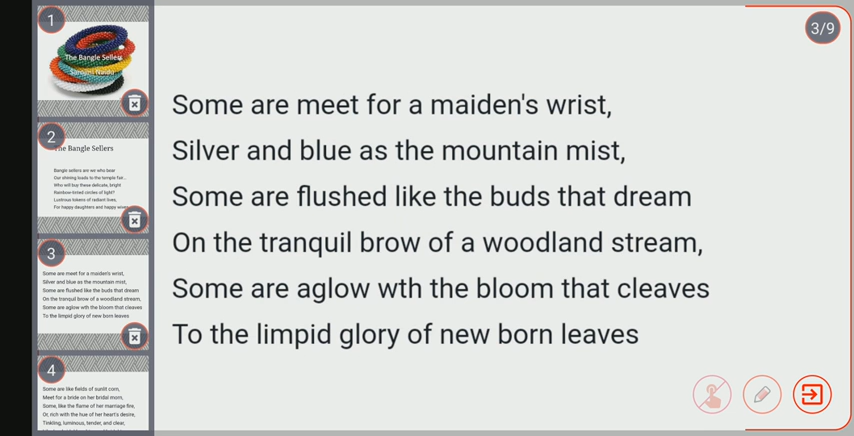 1
The Bangle Sellers
Sarojini Naidu
2
The Bangle Sellers
Bangle sellers are we who bear
Our shining loads to the temple fair...
Who will buy these delicate, bright
Rainbow-tinted circles of light?
Lustrous tokens of radiant lives,
For happy daughters and happy wives
3
Some are meet for a maiden's wrist,
Silver and blue as the mountain mist,
Some are flushed like the buds that dream
On the tranquil brow of a woodland stream,
Some are aglow wth the bloom that cleaves
To the limpid glory of new born leaves
4
Some are like fields of sunlit corn,
Meet for a bride on her bridal morn,
Some, like the flame of her marriage fire,
Or, rich with the hue of her heart's desire,
Tinkling, luminous, tender, and clear,
3/9
Some are meet for a maiden's wrist,
Silver and blue as the mountain mist,
Some are flushed like the buds that dream
On the tranquil brow of a woodland stream,
Some are aglow wth the bloom that cleaves
To the limpid glory of new born leaves